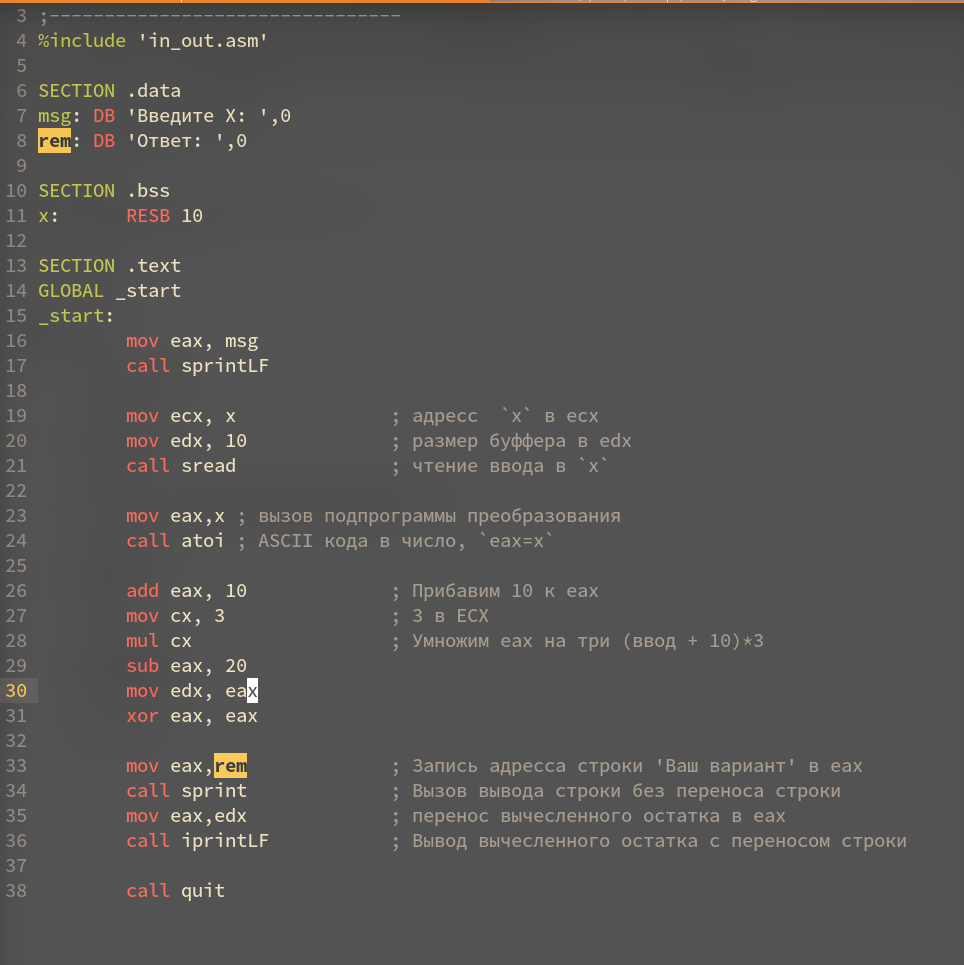 3 ;--------------------------------
4 %include 'in_out.asm'
5
6 SECTION .data
7 msg: DB 'Введите X: ',0
8 rem: DB 'Ответ: ',0
9
10 SECTION .bss
11 x:      RESB 10
12
13 SECTION .text
14 GLOBAL _start
15 _start:
16         mov eax, msg
17         call sprintLF
18
19         mov ecx, x              ; адресс  `x` в ecx
20         mov edx, 10             ; размер буффера в edx
21         call sread              ; чтение ввода в `x`
22
23         mov eax,x ; вызов подпрограммы преобразования
24         call atoi ; ASCII кода в число, `eax=x`
25
26         add eax, 10             ; Прибавим 10 к eax
27         mov cx, 3               ; 3 в ECX
28         mul cx                  ; Умножим eax на три (ввод + 10)*3
29         sub eax, 20
30         mov edx, eax
31         xor eax, eax
32
33         mov eax,rem             ; Запись адресса строки 'Ваш вариант' в eax
34         call sprint             ; Вызов вывода строки без переноса строки
35         mov eax,edx             ; перенос вычесленного остатка в eax
36         call iprintLF           ; Вывод вычесленного остатка с переносом строки
37
38         call quit